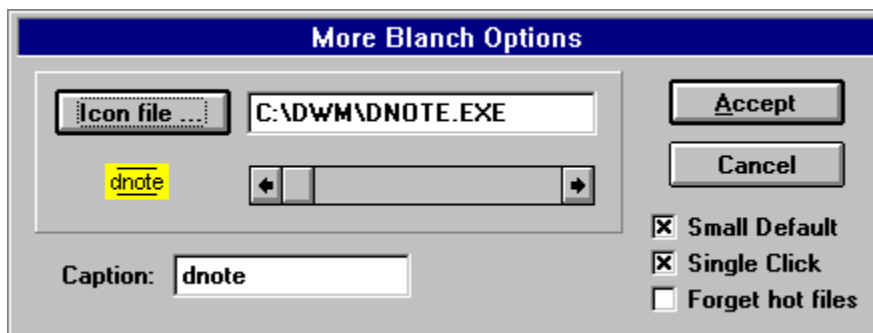 More Blanch Options
Icon file ...
C:\DWM\DNOTE.EXE
dnote
Caption:
dnote
Accept
Cancel
Small Default
Single Click
Forget hot files